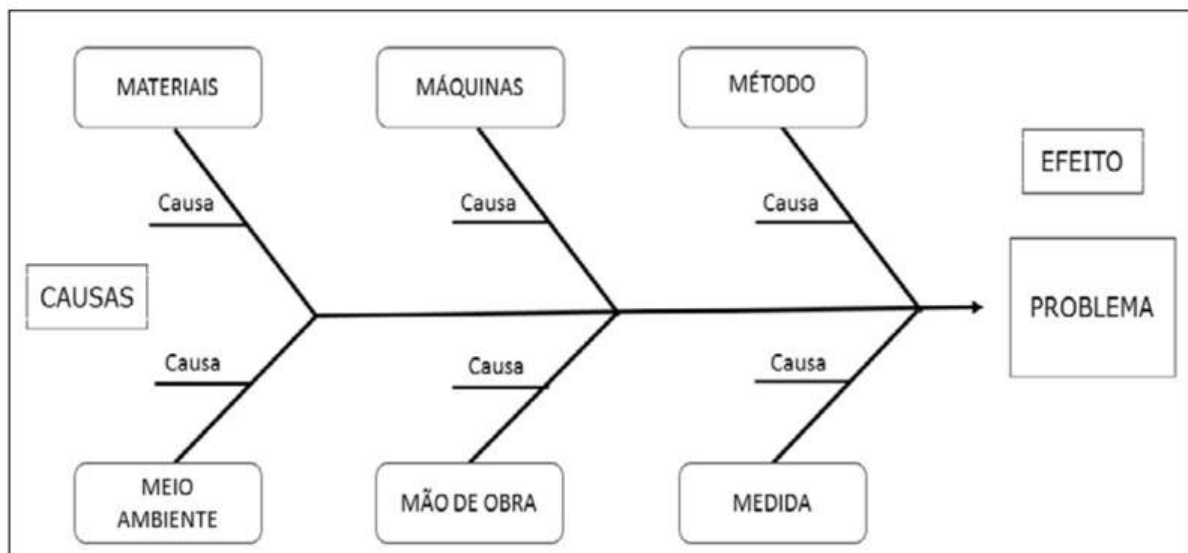 MATERIAIS
MÁQUINAS
MÉTODO
EFEITO
Causa
Causa
Causa
CAUSAS
PROBLEMA
Causa
Causa
Causa
MEIO
AMBIENTE
MÃO DE OBRA
MEDIDA